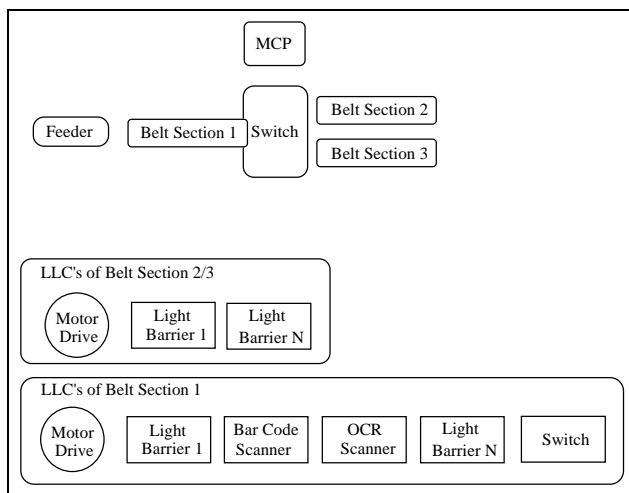 MCP
Feeder
Belt Section 1
Switch
Belt Section 2
Belt Section 3
LLC's of Belt Section 2/3
Motor
Drive
Light
Barrier 1
Light
Barrier N
LLC's of Belt Section 1
Motor
Drive
Light
Barrier 1
Bar Code
Scanner
OCR
Scanner
Light
Barrier N
Switch